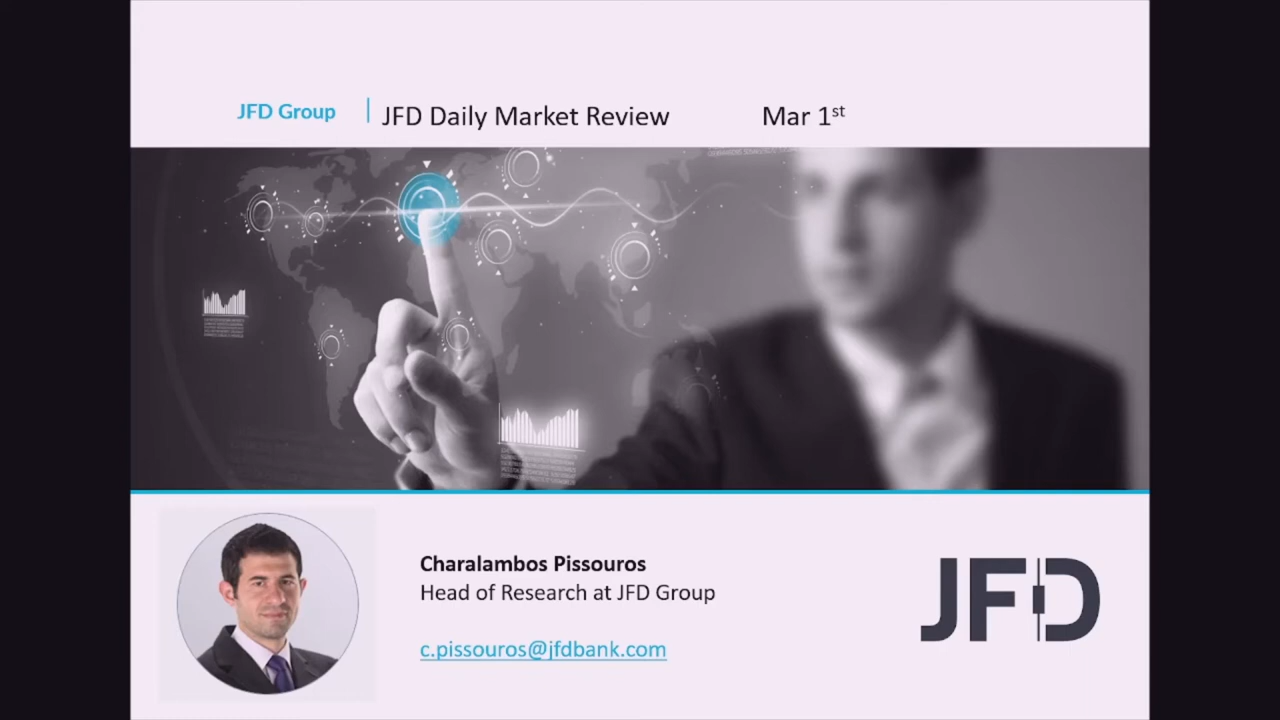 JFD Group
JFD Daily Market Review
Mar 1st
Charalambos Pissouros
Head of Research at JFD Group
c.pissouros@jfdbank.com
JFD